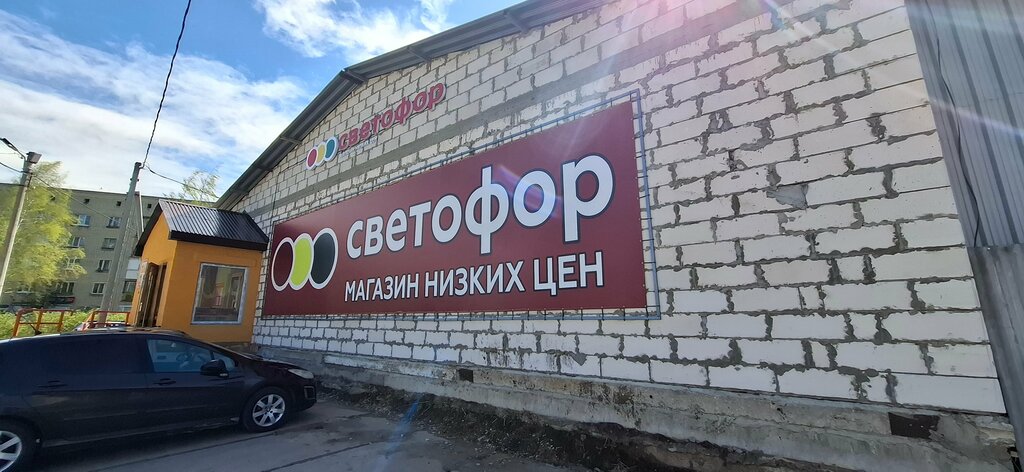 светофор
светофор
магазин низких цен